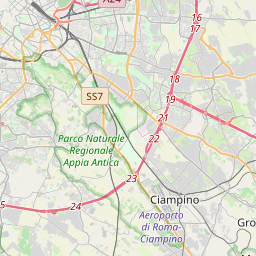 A24
16
17
18
SS7
19
21
22
Parco Naturale
Regionale
Appia Antica
23
24
25
Ciampino
Aeroporto
di Roma-
Ciampino
Gro